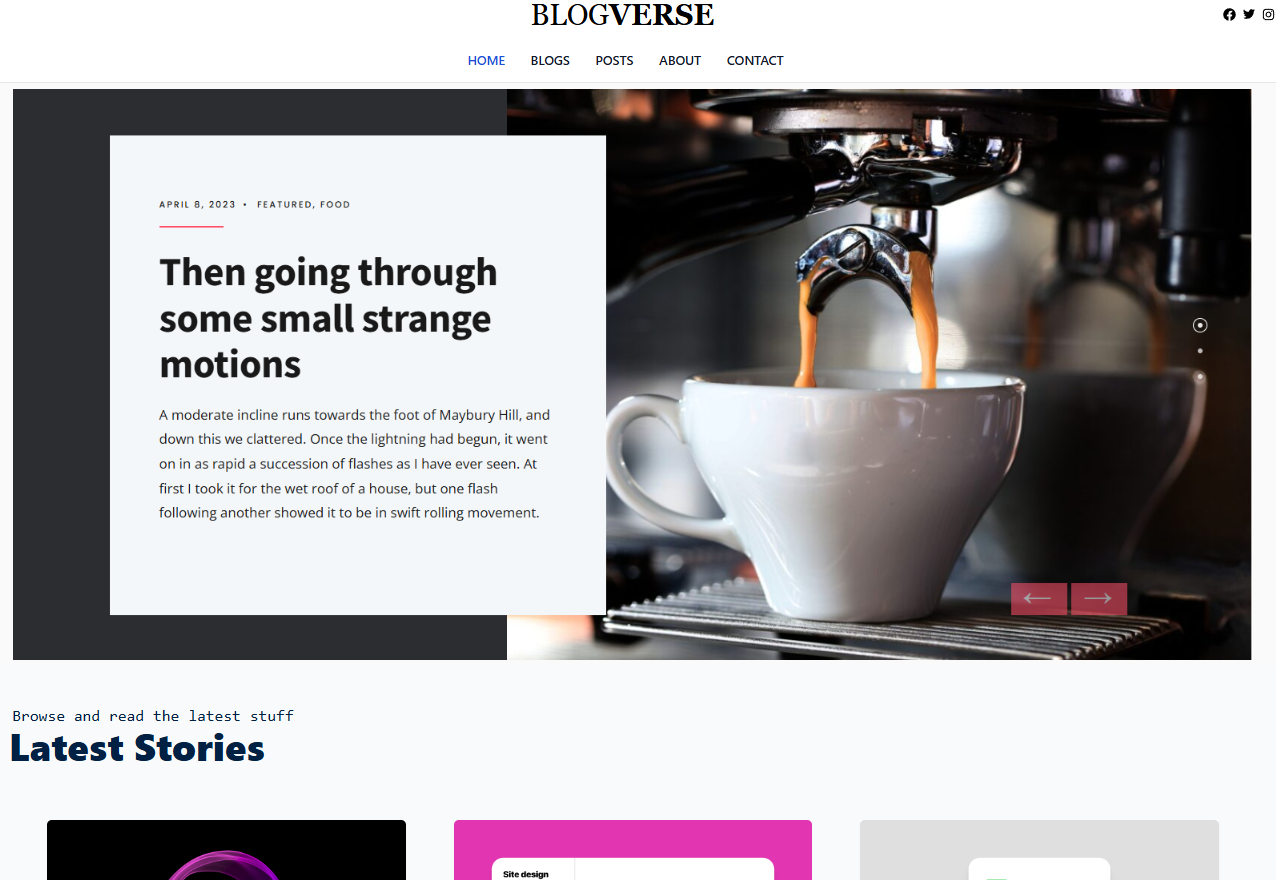 BLOGVERSE
HOME BLOGS POSTS ABOUT CONTACT
APRIL 8, 2023 • FEATURED, FOOD
Then going through
some small strange
motions
A moderate incline runs towards the foot of Maybury Hill, and
down this we clattered. Once the lightning had begun, it went
on in as rapid a succession of flashes as I have ever seen. At
first I took it for the wet roof of a house, but one flash
following another showed it to be in swift rolling movement.
Browse and read the latest stuff
Latest Stories
Site design